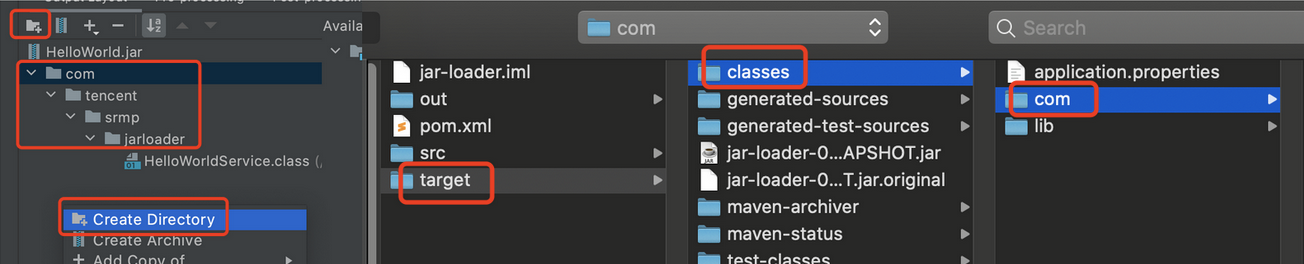 Availa
HelloWorld.jar
com
tencent
srmp
jarloader
HelloWorldService.class (
Create Directory
Create Archive
Add Copy of
com
Search
jar-loader.iml
out
pom.xml
src
target
classes
generated-sources
generated-test-sources
jar-loader-0...APSHOT.jar
jar-loader-0...T.jar.original
maven-archiver
maven-status
test-classes
application.properties
com
lib